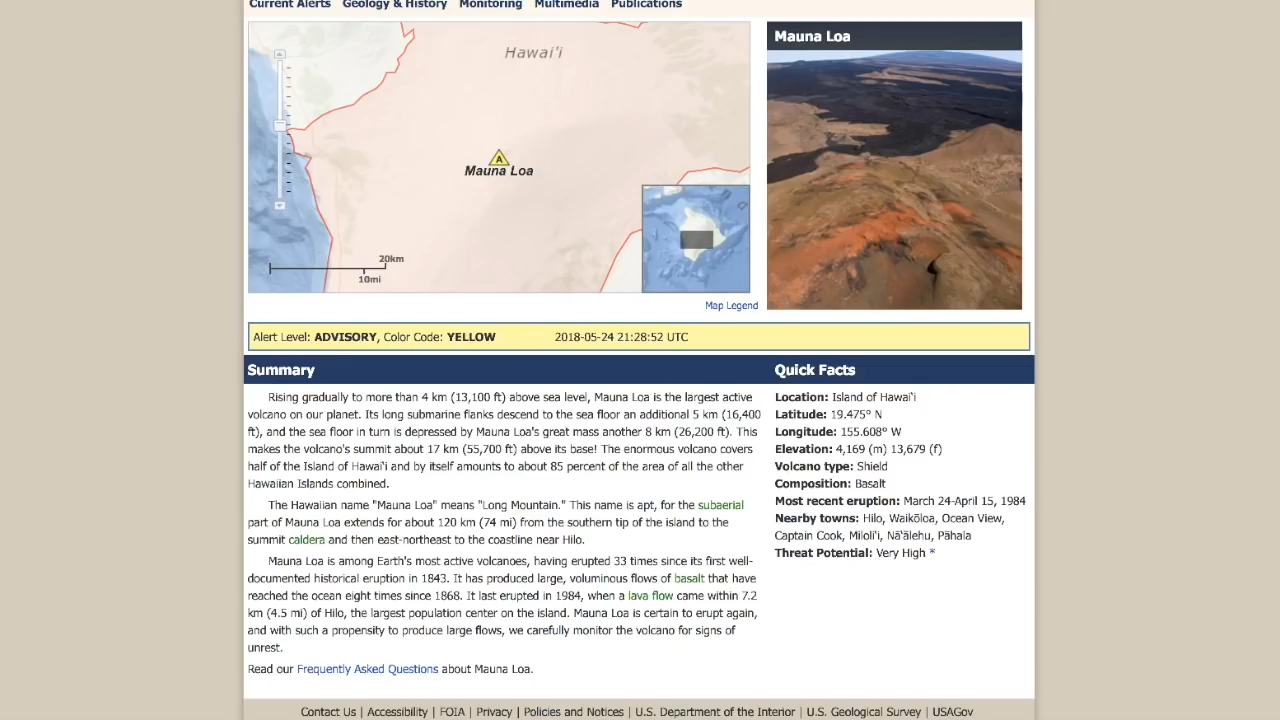 Current Alerts Geology & History Monitoring Multimedia Publications
Hawai'i
Mauna Loa
A
Mauna Loa
20km
10mi
Map Legend
Alert Level: ADVISORY, Color Code: YELLOW 2018-05-24 21:28:52 UTC
Summary
Rising gradually to more than 4 km (13,100 ft) above sea level, Mauna Loa is the largest active
volcano on our planet. Its long submarine flanks descend to the sea floor an additional 5 km (16,400
ft), and the sea floor in turn is depressed by Mauna Loa's great mass another 8 km (26,200 ft). This
makes the volcano's summit about 17 km (55,700 ft) above its base! The enormous volcano covers
half of the Island of Hawai‘i and by itself amounts to about 85 percent of the area of all the other
Hawaiian Islands combined.
The Hawaiian name "Mauna Loa" means "Long Mountain." This name is apt, for the subaerial
part of Mauna Loa extends for about 120 km (74 mi) from the southern tip of the island to the
summit caldera and then east-northeast to the coastline near Hilo.
Mauna Loa is among Earth's most active volcanoes, having erupted 33 times since its first well-
documented historical eruption in 1843. It has produced large, voluminous flows of basalt that have
reached the ocean eight times since 1868. It last erupted in 1984, when a lava flow came within 7.2
km (4.5 mi) of Hilo, the largest population center on the island. Mauna Loa is certain to erupt again,
and with such a propensity to produce large flows, we carefully monitor the volcano for signs of
unrest.
Read our Frequently Asked Questions about Mauna Loa.
Quick Facts
Location: Island of Hawai‘i
Latitude: 19.475° N
Longitude: 155.608° W
Elevation: 4,169 (m) 13,679 (f)
Volcano type: Shield
Composition: Basalt
Most recent eruption: March 24-April 15, 1984
Nearby towns: Hilo, Waikōloa, Ocean View,
Captain Cook, Miloli‘i, Nā‘ālehu, Pāhala
Threat Potential: Very High *
Contact Us | Accessibility | FOIA | Privacy | Policies and Notices | U.S. Department of the Interior | U.S. Geological Survey | USAGov